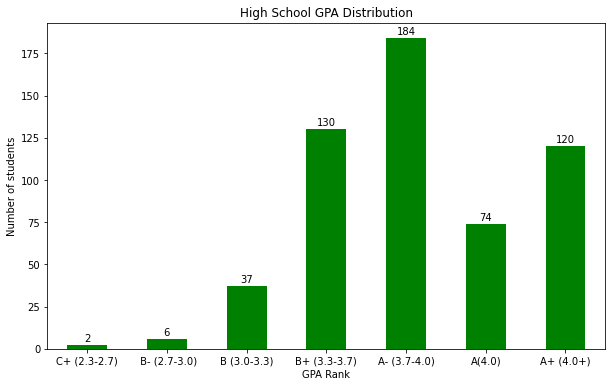 High School GPA Distribution
Number of students
175
150
125
100
75
50
25
0
2
6
37
130
184
74
120
C+ (2.3-2.7)
B- (2.7-3.0)
B (3.0-3.3)
B+ (3.3-3.7)
A- (3.7-4.0)
A(4.0)
A+ (4.0+)
GPA Rank